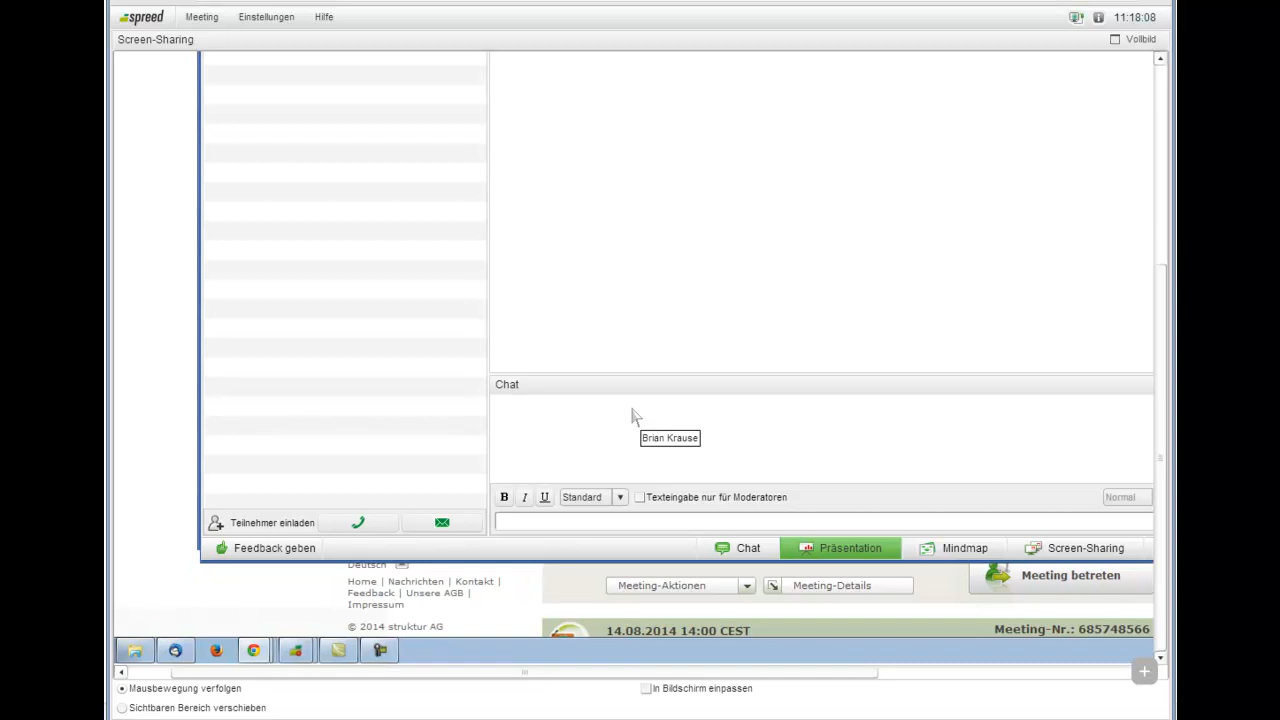 spreed Meeting Einstellungen Hilfe 11:18:08
Screen-Sharing Vollbild
Chat
Brian Krause
B I U Standard Texteingabe nur für Moderatoren Normal
Teilnehmer einladen
Feedback geben Chat Präsentation Mindmap Screen-Sharing
Deutsch
Home | Nachrichten | Kontakt |
Feedback | Unsere AGB |
Impressum
© 2014 struktur AG
Meeting-Aktionen Meeting-Details Meeting betreten
14.08.2014 14:00 CEST Meeting-Nr.: 685748566
Mausbewegung verfolgen In Bildschirm einpassen
Sichtbaren Bereich verschieben